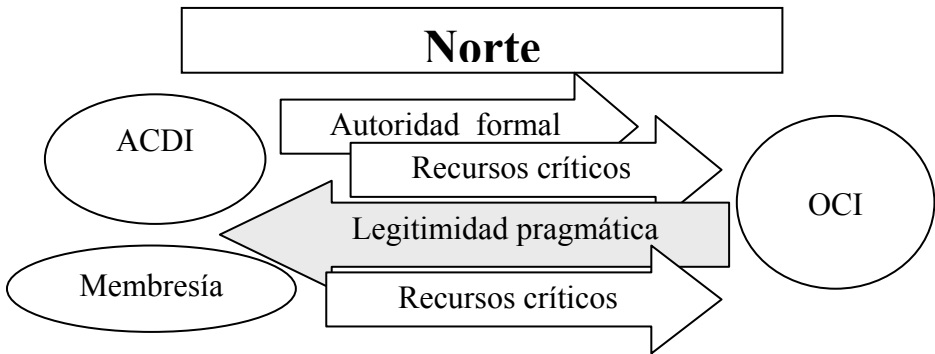 Norte
ACDI
Autoridad formal
Recursos críticos
OCI
Legitimidad pragmática
Membresía
Recursos críticos